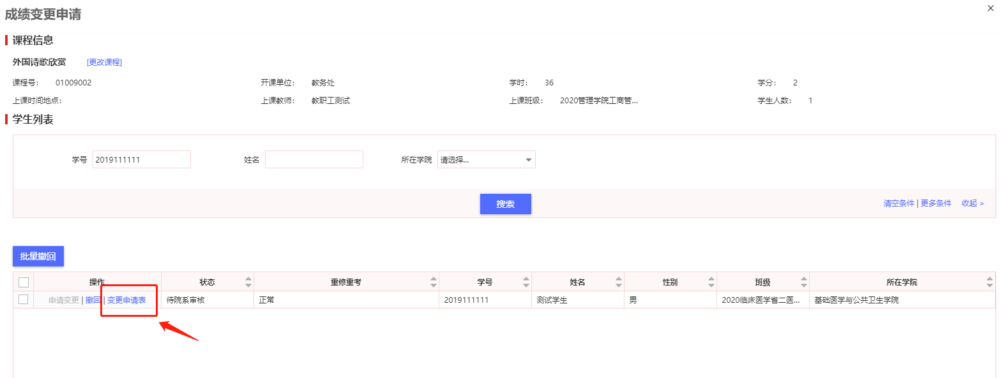 成绩变更申请
课程信息
外国诗歌欣赏 [更改课程]
课程号： 01009002 开课单位： 教务处 学时： 36 学分： 2
上课时间地点： 上课教师： 教职工测试 上课班级： 2020管理学院工商管... 学生人数： 1
学生列表
学号 2019111111 姓名 所在学院 请选择...
搜索 清空条件 | 更多条件 收起 >
批量撤回
操作 状态 重修重考 学号 姓名 性别 班级 所在学院
申请变更 | 撤回 | 变更申请表 待院系审核 正常 2019111111 测试学生 男 2020临床医学省二医... 基础医学与公共卫生学院